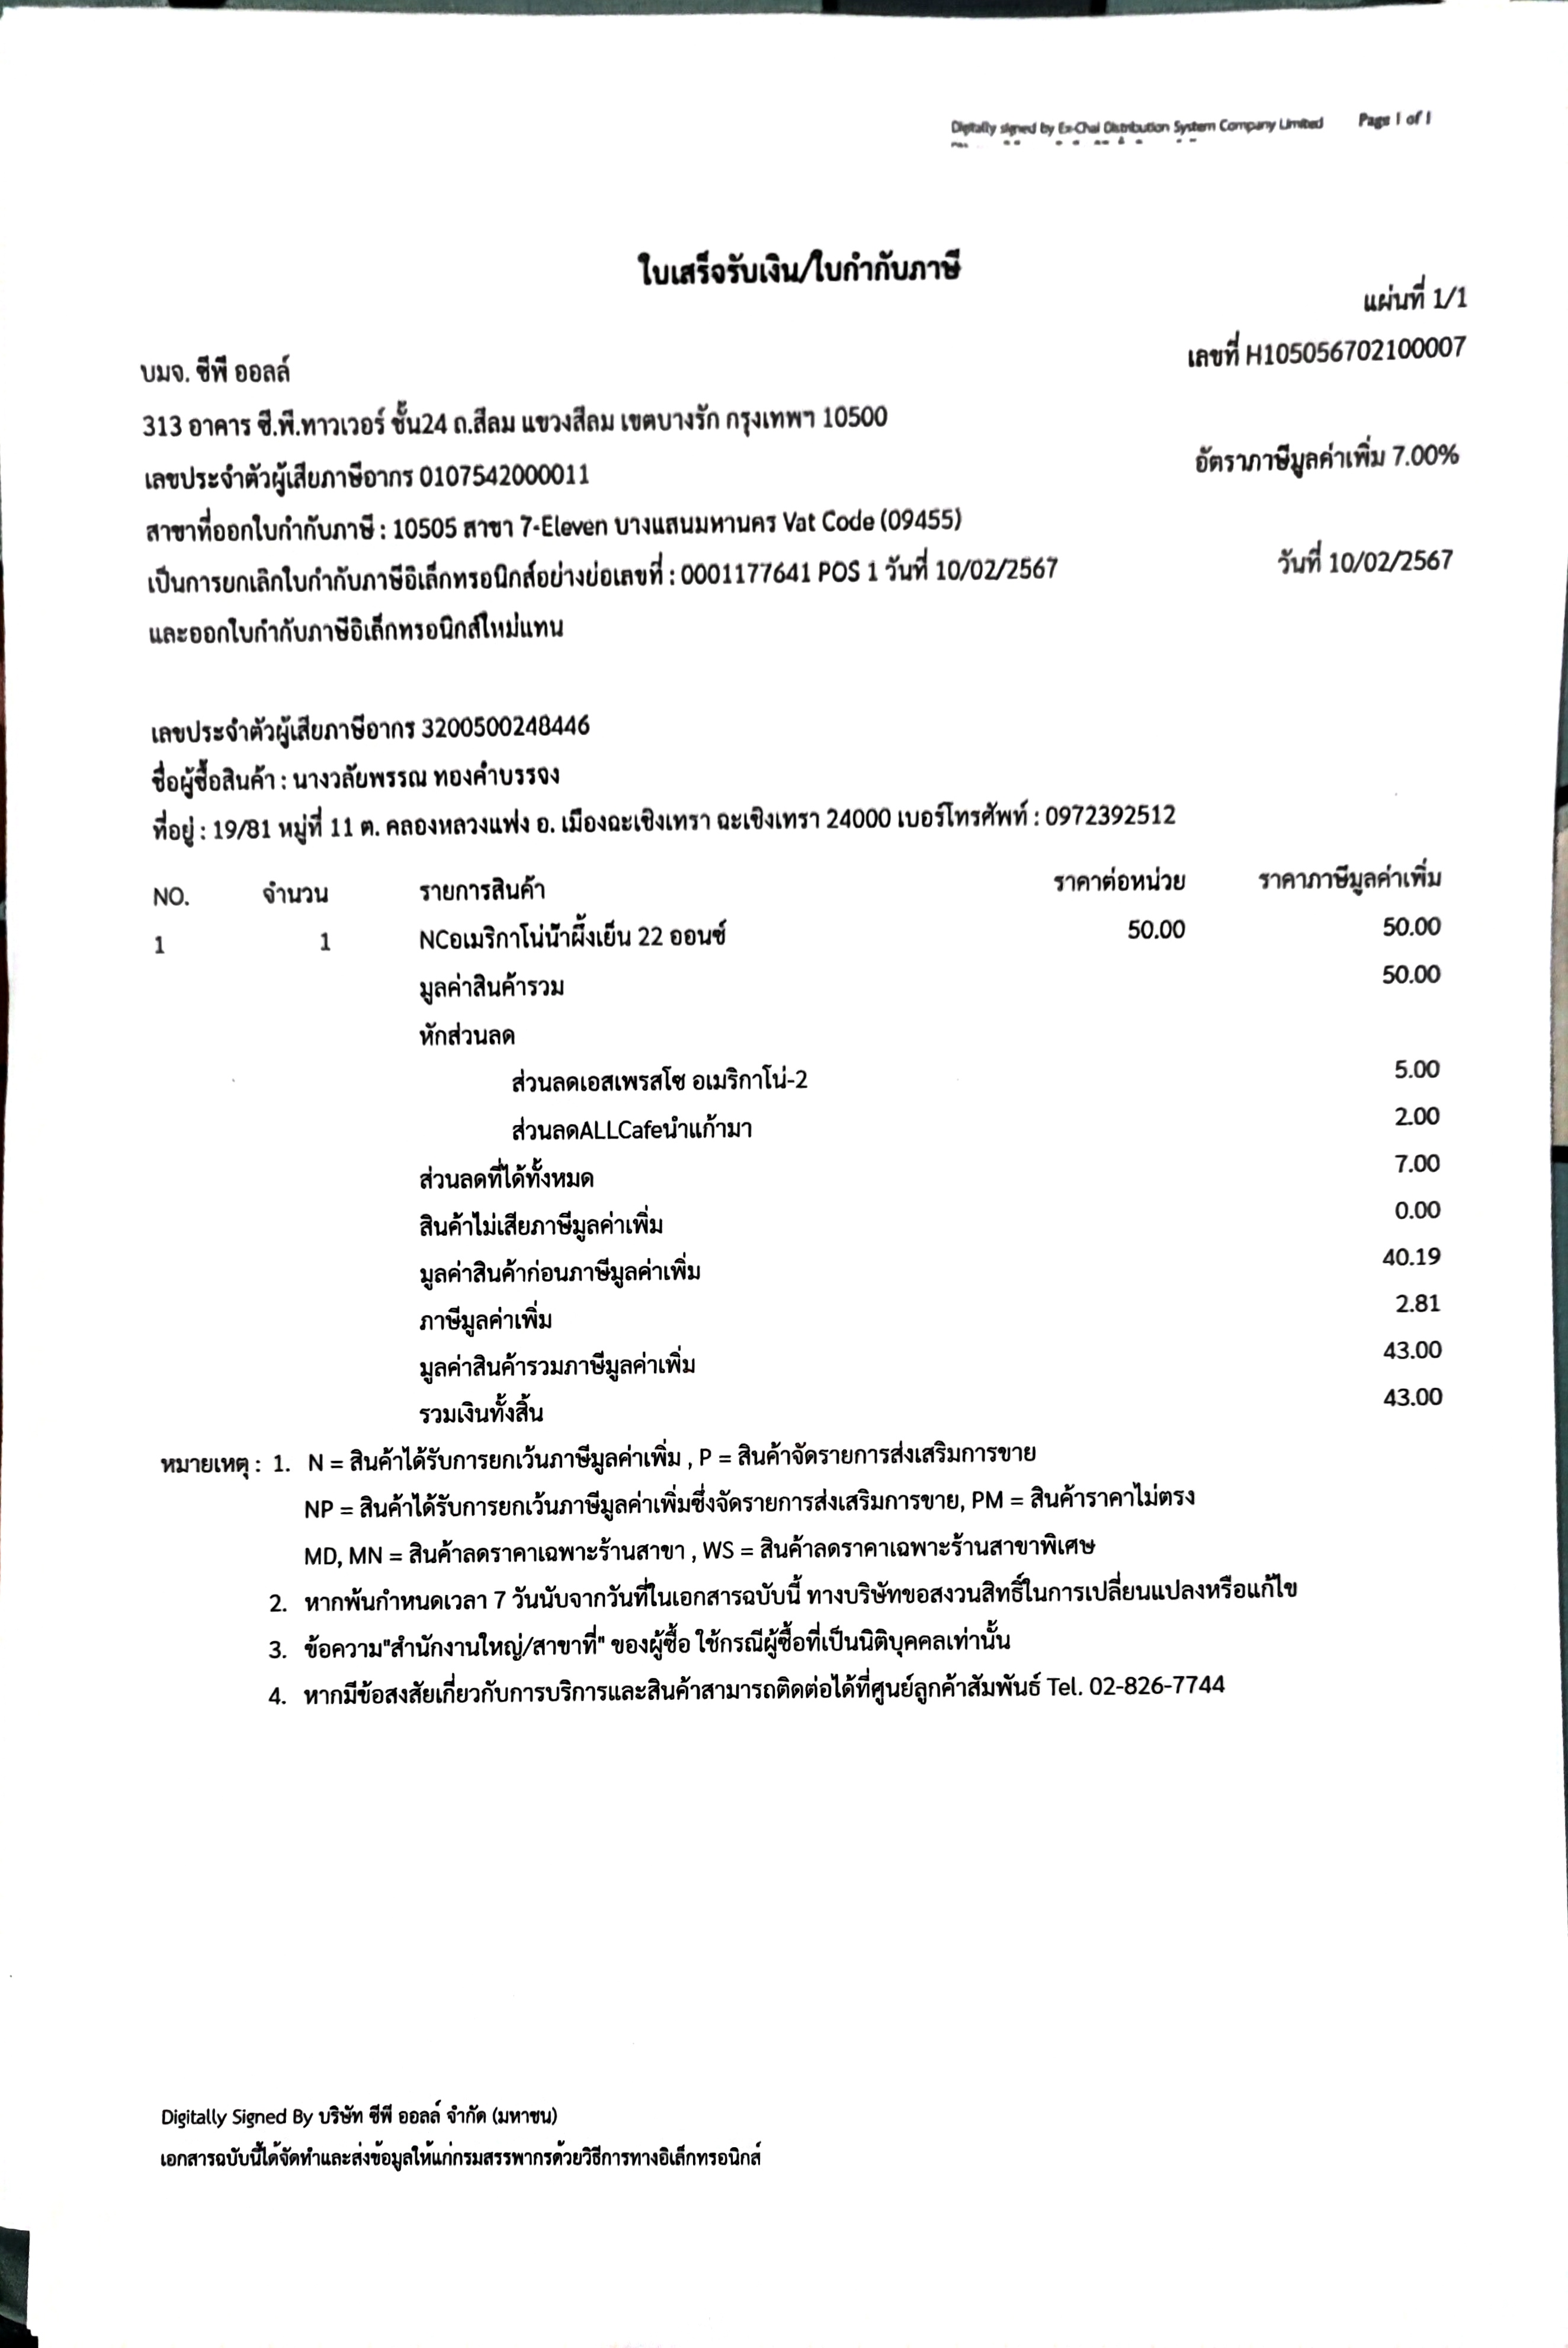 Digitally signed by Ex-Chai Distribution System Company Limited Page 1 of 1
ใบเสร็จรับเงิน/ใบกำกับภาษี
แผ่นที่ 1/1
บมจ. ซีพี ออลล์ เลขที่ H105056702100007
313 อาคาร ซี.พี.ทาวเวอร์ ชั้น24 ถ.สีลม แขวงสีลม เขตบางรัก กรุงเทพฯ 10500
เลขประจำตัวผู้เสียภาษีอากร 0107542000011 อัตราภาษีมูลค่าเพิ่ม 7.00%
สาขาที่ออกใบกำกับภาษี : 10505 สาขา 7-Eleven บางแสนมหานคร Vat Code (09455)
เป็นการยกเลิกใบกำกับภาษีอิเล็กทรอนิกส์อย่างย่อเลขที่ : 0001177641 POS 1 วันที่ 10/02/2567 วันที่ 10/02/2567
และออกใบกำกับภาษีอิเล็กทรอนิกส์ใหม่แทน
เลขประจำตัวผู้เสียภาษีอากร 3200500248446
ชื่อผู้ซื้อสินค้า : นางวลัยพรรณ ทองคำบรรจง
ที่อยู่ : 19/81 หมู่ที่ 11 ต. คลองหลวงแฟง อ. เมืองฉะเชิงเทรา ฉะเชิงเทรา 24000 เบอร์โทรศัพท์ : 0972392512
NO. จำนวน รายการสินค้า ราคาต่อหน่วย ราคาภาษีมูลค่าเพิ่ม
1 1 NCอเมริกาโน่น้ำผึ้งเย็น 22 ออนซ์ 50.00 50.00
มูลค่าสินค้ารวม 50.00
หักส่วนลด
ส่วนลดเอสเพรสโซ อเมริกาโน่-2 5.00
ส่วนลดALLCafeนำแก้วมา 2.00
ส่วนลดที่ได้ทั้งหมด 7.00
สินค้าไม่เสียภาษีมูลค่าเพิ่ม 0.00
มูลค่าสินค้าก่อนภาษีมูลค่าเพิ่ม 40.19
ภาษีมูลค่าเพิ่ม 2.81
มูลค่าสินค้ารวมภาษีมูลค่าเพิ่ม 43.00
รวมเงินทั้งสิ้น 43.00
หมายเหตุ : 1. N = สินค้าได้รับการยกเว้นภาษีมูลค่าเพิ่ม , P = สินค้าจัดรายการส่งเสริมการขาย
NP = สินค้าได้รับการยกเว้นภาษีมูลค่าเพิ่มซึ่งจัดรายการส่งเสริมการขาย, PM = สินค้าราคาไม่ตรง
MD, MN = สินค้าลดราคาเฉพาะร้านสาขา , WS = สินค้าลดราคาเฉพาะร้านสาขาพิเศษ
2. หากพ้นกำหนดเวลา 7 วันนับจากวันที่ในเอกสารฉบับนี้ ทางบริษัทขอสงวนสิทธิ์ในการเปลี่ยนแปลงหรือแก้ไข
3. ข้อความ"สำนักงานใหญ่/สาขาที่" ของผู้ซื้อ ใช้กรณีผู้ซื้อที่เป็นนิติบุคคลเท่านั้น
4. หากมีข้อสงสัยเกี่ยวกับการบริการและสินค้าสามารถติดต่อได้ที่ศูนย์ลูกค้าสัมพันธ์ Tel. 02-826-7744
Digitally Signed By บริษัท ซีพี ออลล์ จำกัด (มหาชน)
เอกสารฉบับนี้ได้จัดทำและส่งข้อมูลให้แก่กรมสรรพากรด้วยวิธีการทางอิเล็กทรอนิกส์